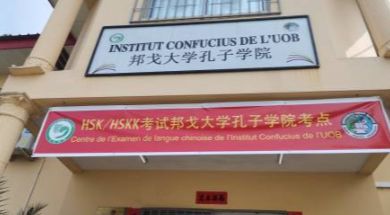 INSTITUT CONFUCIUS DE L'UOB
邦戈大学孔子学院
HSK/HSKK考试邦戈大学孔子学院考点
Centre de l'Examen de langue chinoise de l'Institut Confucius de l'UOB